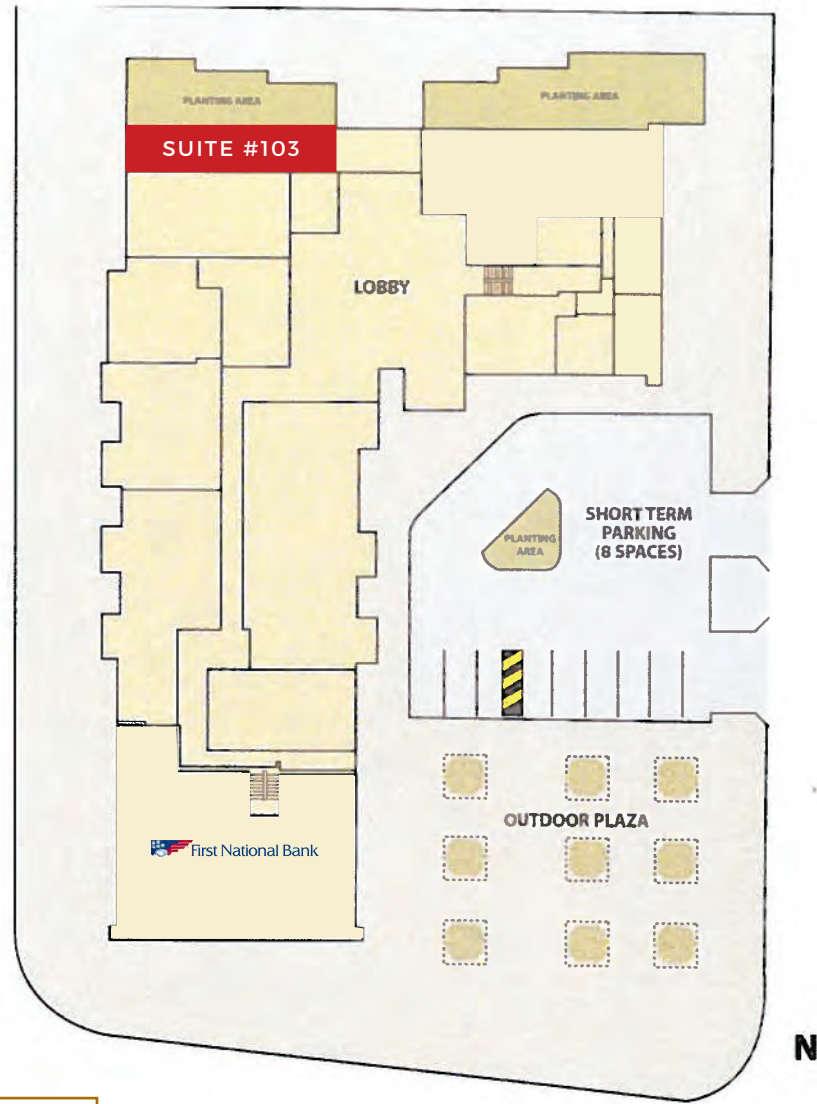 PLANTING AREA
PLANTING AREA
SUITE #103
LOBBY
SHORT TERM
PARKING
(8 SPACES)
PLANTING
AREA
OUTDOOR PLAZA
First National Bank
N